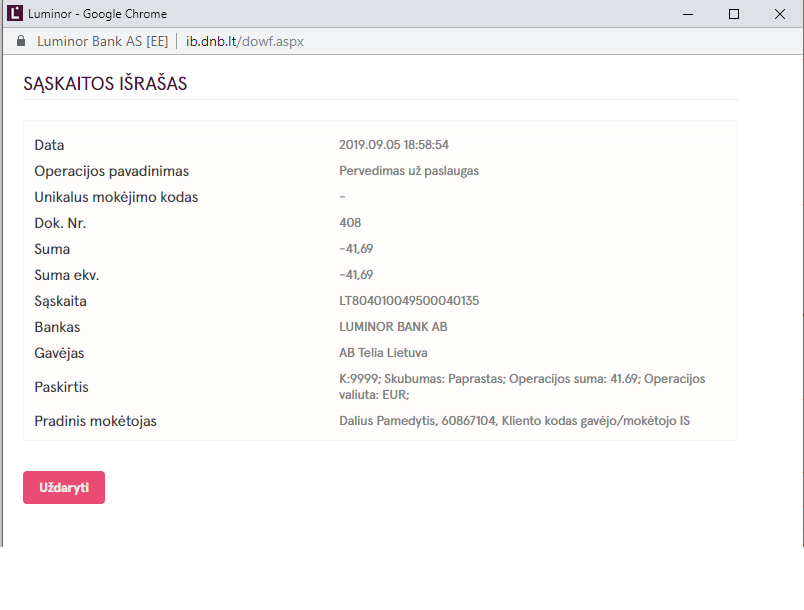 Luminor - Google Chrome
Luminor Bank AS [EE] ib.dnb.lt/dowf.aspx
SĄSKAITOS IŠRAŠAS
Data 2019.09.05 18:58:54
Operacijos pavadinimas Pervedimas už paslaugas
Unikalus mokėjimo kodas -
Dok. Nr. 408
Suma -41,69
Suma ekv. -41,69
Sąskaita LT804010049500040135
Bankas LUMINOR BANK AB
Gavėjas AB Telia Lietuva
Paskirtis K:9999; Skubumas: Paprastas; Operacijos suma: 41.69; Operacijos
valiuta: EUR;
Pradinis mokėtojas Dalius Pamedytis, 60867104, Kliento kodas gavėjo/mokėtojo IS
Uždaryti